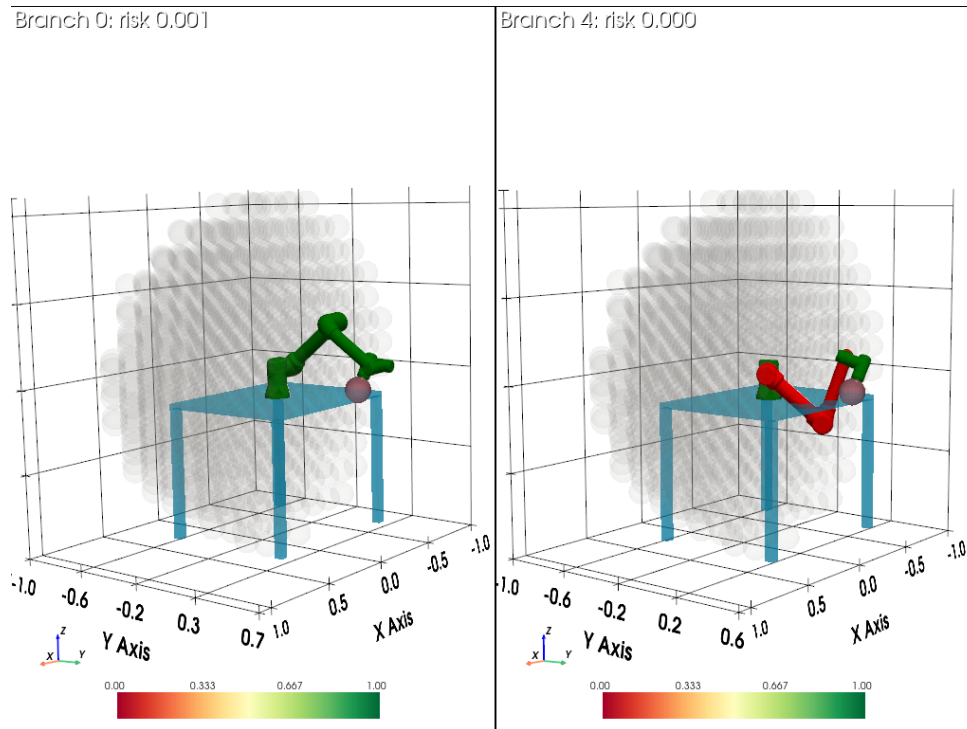 Branch 0: risk 0.001
-1.0
-0.5
0.0
0.5
1.0
X Axis
-1.0
-0.6
-0.2
0.3
0.7
Y Axis
Z
X
Y
0.00 0.333 0.667 1.00
Branch 4: risk 0.000
-1.0
-0.5
0.0
0.5
1.0
X Axis
-1.0
-0.6
-0.2
0.2
0.6
Y Axis
Z
X
Y
0.00 0.333 0.667 1.00